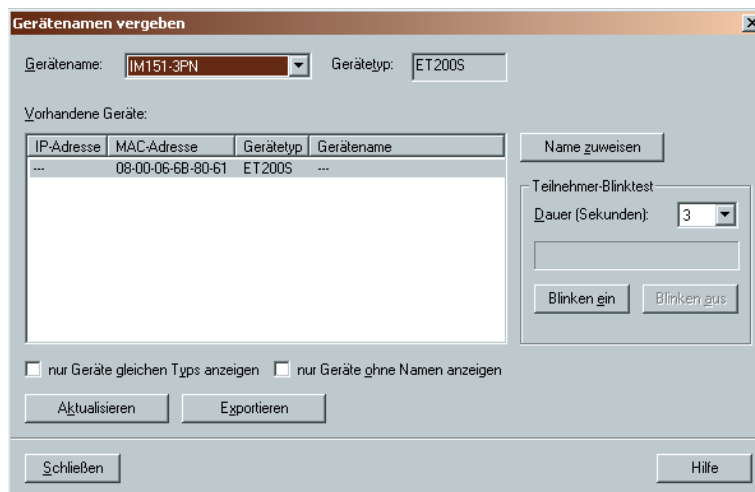 Gerätenamen vergeben
Gerätename: IM151-3PN Gerätetyp: ET200S
Vorhandene Geräte:
IP-Adresse MAC-Adresse Gerätetyp Gerätename
--- 08-00-06-6B-80-61 ET200S ---
Name zuweisen
Teilnehmer-Blinktest
Dauer (Sekunden): 3
Blinken ein Blinken aus
nur Geräte gleichen Typs anzeigen nur Geräte ohne Namen anzeigen
Aktualisieren Exportieren
Schließen Hilfe